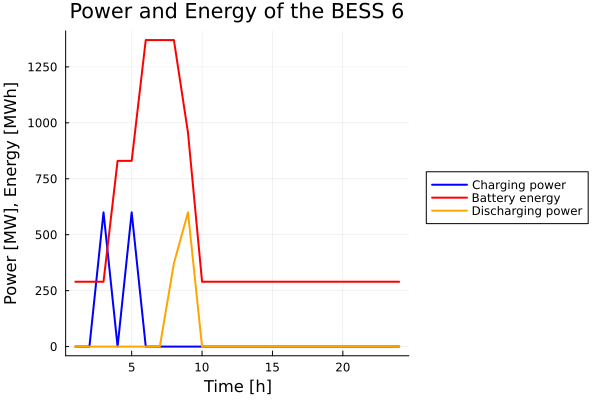 Power and Energy of the BESS 6
Power [MW], Energy [MWh]
1250
1000
750
500
250
0
5
10
15
20
Time [h]
Charging power
Battery energy
Discharging power